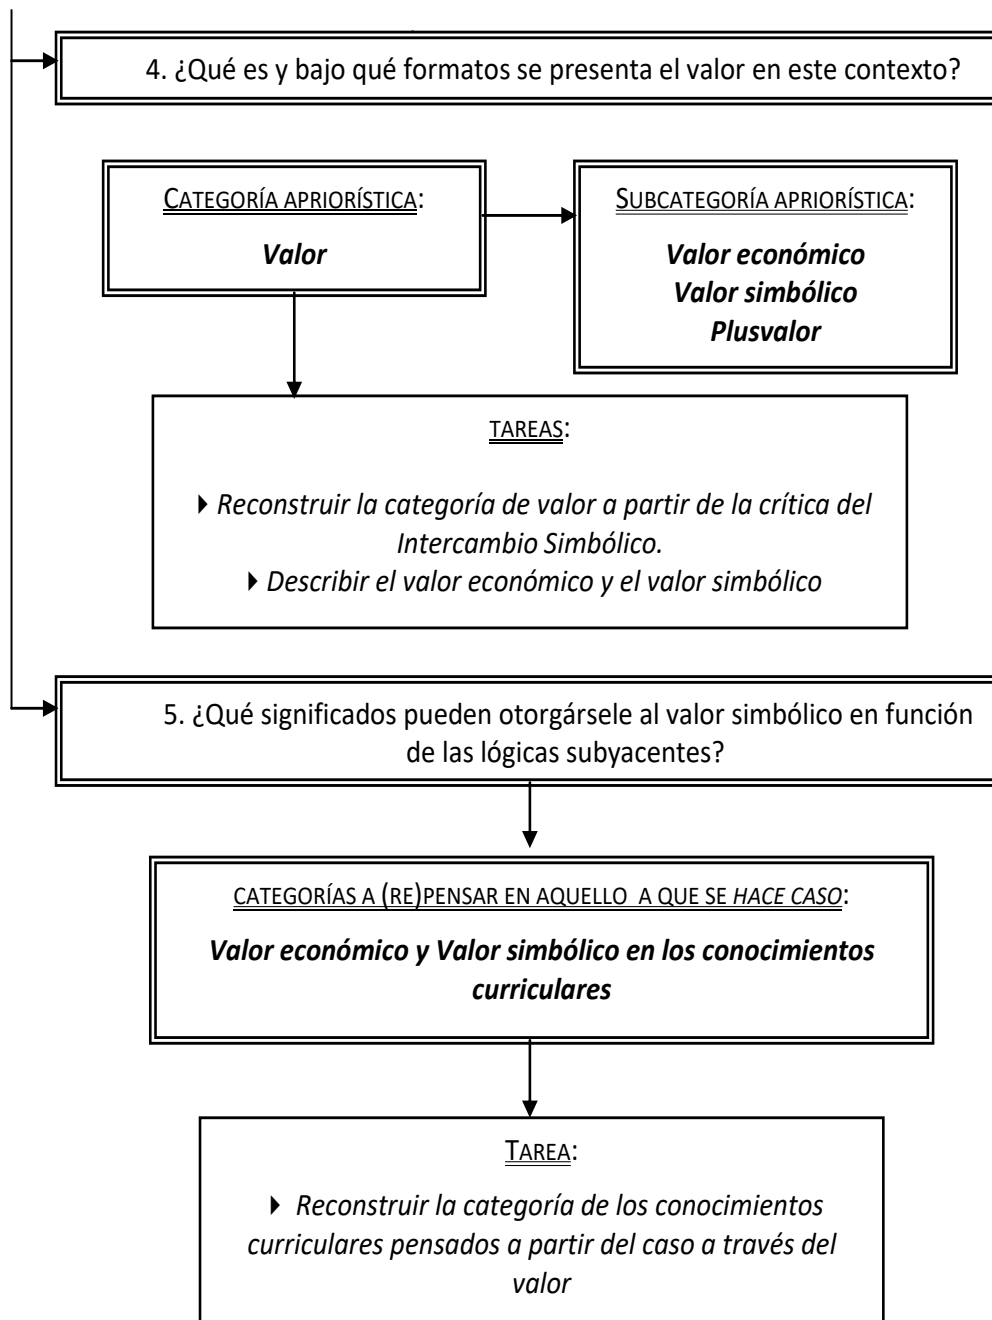 4. ¿Qué es y bajo qué formatos se presenta el valor en este contexto?
CATEGORÍA APRIORÍSTICA:
Valor
SUBCATEGORÍA APRIORÍSTICA:
Valor económico
Valor simbólico
Plusvalor
TAREAS:
Reconstruir la categoría de valor a partir de la crítica del
Intercambio Simbólico.
Describir el valor económico y el valor simbólico
5. ¿Qué significados pueden otorgársele al valor simbólico en función
de las lógicas subyacentes?
CATEGORÍAS A (RE)PENSAR EN AQUELLO A QUE SE HACE CASO:
Valor económico y Valor simbólico en los conocimientos
curriculares
TAREA:
Reconstruir la categoría de los conocimientos
curriculares pensados a partir del caso a través del
valor